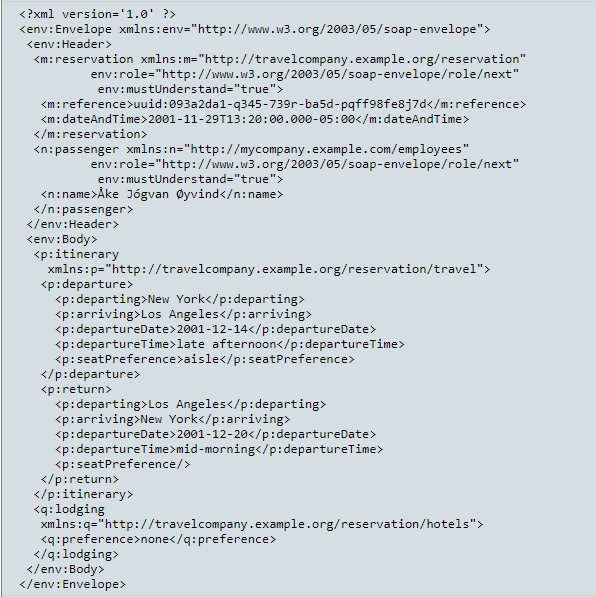 <?xml version='1.0' ?>
<env:Envelope xmlns:env="http://www.w3.org/2003/05/soap-envelope">
<env:Header>
<m:reservation xmlns:m="http://travelcompany.example.org/reservation"
env:role="http://www.w3.org/2003/05/soap-envelope/role/next"
env:mustUnderstand="true">
<m:reference>uuid:093a2da1-q345-739r-ba5d-pqff98fe8j7d</m:reference>
<m:dateAndTime>2001-11-29T13:20:00.000-05:00</m:dateAndTime>
</m:reservation>
<n:passenger xmlns:n="http://mycompany.example.com/employees"
env:role="http://www.w3.org/2003/05/soap-envelope/role/next"
env:mustUnderstand="true">
<n:name>Åke Jógvan Øyvind</n:name>
</n:passenger>
</env:Header>
<env:Body>
<p:itinerary
xmlns:p="http://travelcompany.example.org/reservation/travel">
<p:departure>
<p:departing>New York</p:departing>
<p:arriving>Los Angeles</p:arriving>
<p:departureDate>2001-12-14</p:departureDate>
<p:departureTime>late afternoon</p:departureTime>
<p:seatPreference>aisle</p:seatPreference>
</p:departure>
<p:return>
<p:departing>Los Angeles</p:departing>
<p:arriving>New York</p:arriving>
<p:departureDate>2001-12-20</p:departureDate>
<p:departureTime>mid-morning</p:departureTime>
<p:seatPreference/>
</p:return>
</p:itinerary>
<q:lodging
xmlns:q="http://travelcompany.example.org/reservation/hotels">
<q:preference>none</q:preference>
</q:lodging>
</env:Body>
</env:Envelope>